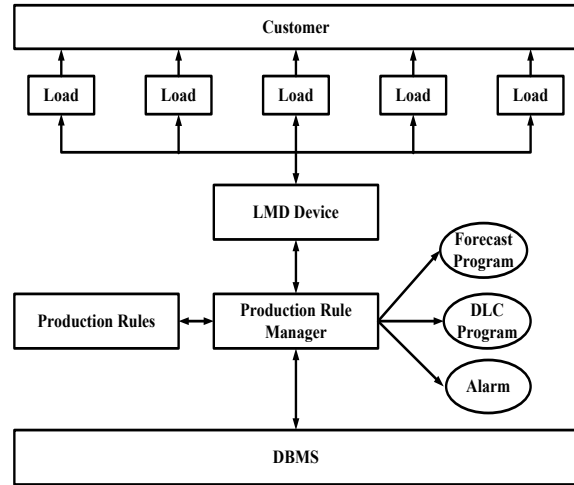 Customer
Load Load Load Load Load
LMD Device
Forecast
Program
Production Rules
Production Rule
Manager
DLC
Program
Alarm
DBMS